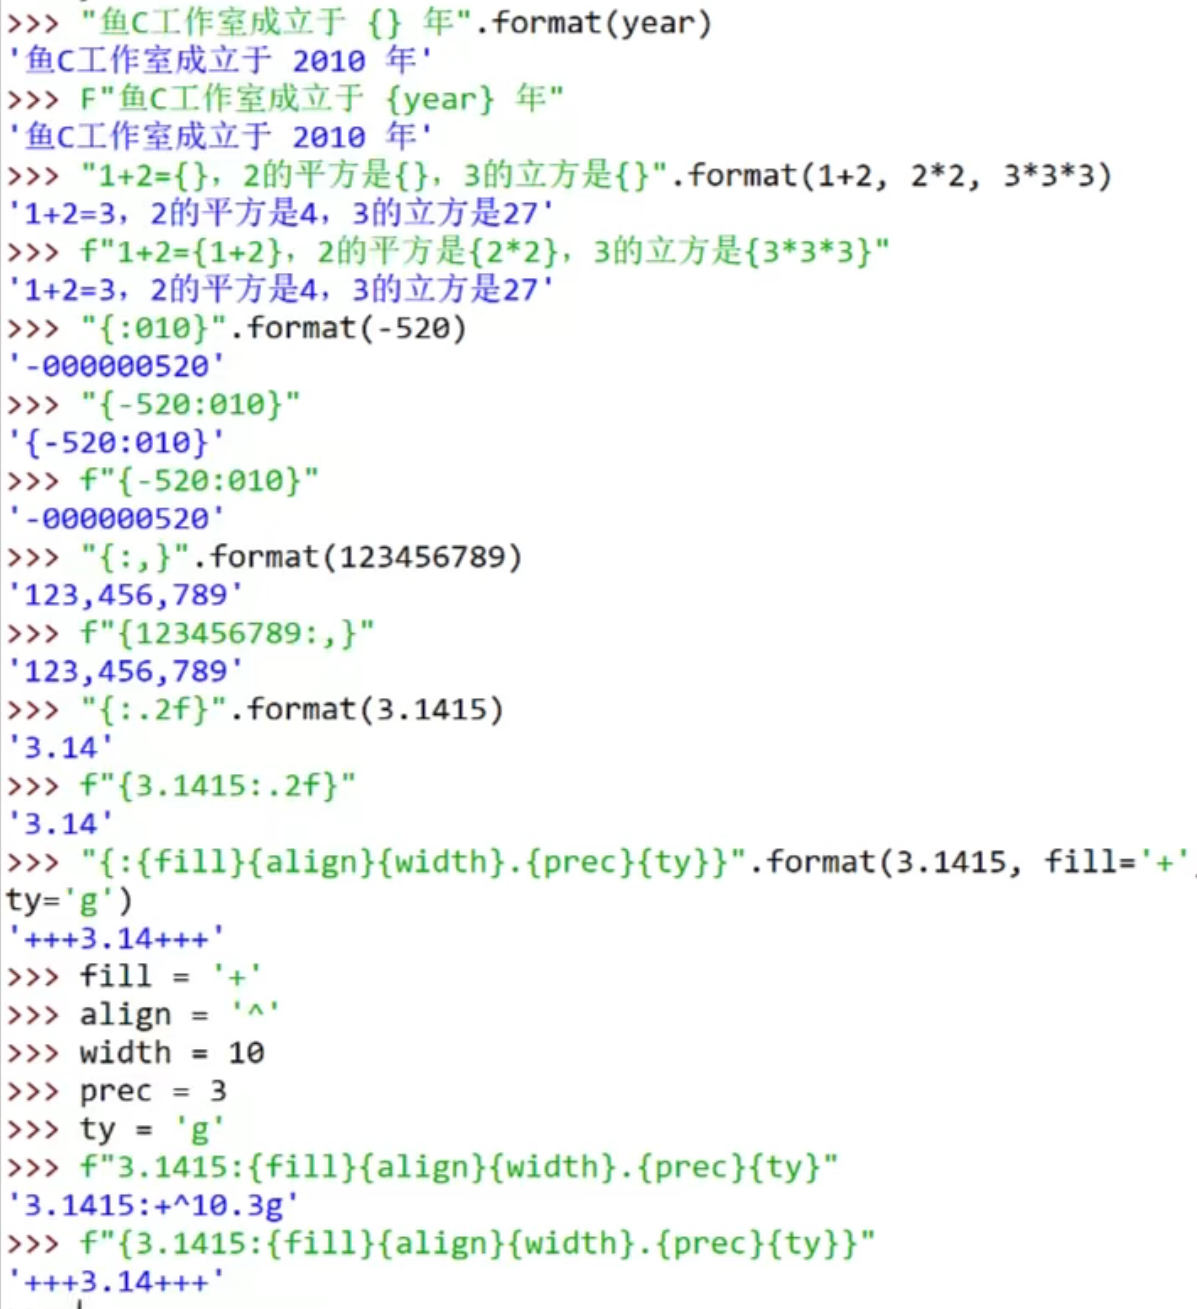 >>> "鱼C工作室成立于 {} 年".format(year)
'鱼C工作室成立于 2010 年'
>>> F"鱼C工作室成立于 {year} 年"
'鱼C工作室成立于 2010 年'
>>> "1+2={}, 2的平方是{}, 3的立方是{}".format(1+2, 2*2, 3*3*3)
'1+2=3, 2的平方是4, 3的立方是27'
>>> f"1+2={1+2}, 2的平方是{2*2}, 3的立方是{3*3*3}"
'1+2=3, 2的平方是4, 3的立方是27'
>>> "{:010}".format(-520)
'-000000520'
>>> "{-520:010}"
'{-520:010}'
>>> f"{-520:010}"
'-000000520'
>>> "{:,}".format(123456789)
'123,456,789'
>>> f"{123456789:,}"
'123,456,789'
>>> "{:.2f}".format(3.1415)
'3.14'
>>> f"{3.1415:.2f}"
'3.14'
>>> "{:{fill}{align}{width}.{prec}{ty}}".format(3.1415, fill='+',
ty='g')
'+++3.14+++'
>>> fill = '+'
>>> align = '^'
>>> width = 10
>>> prec = 3
>>> ty = 'g'
>>> f"3.1415:{fill}{align}{width}.{prec}{ty}"
'3.1415:+^10.3g'
>>> f"{3.1415:{fill}{align}{width}.{prec}{ty}}"
'+++3.14+++'